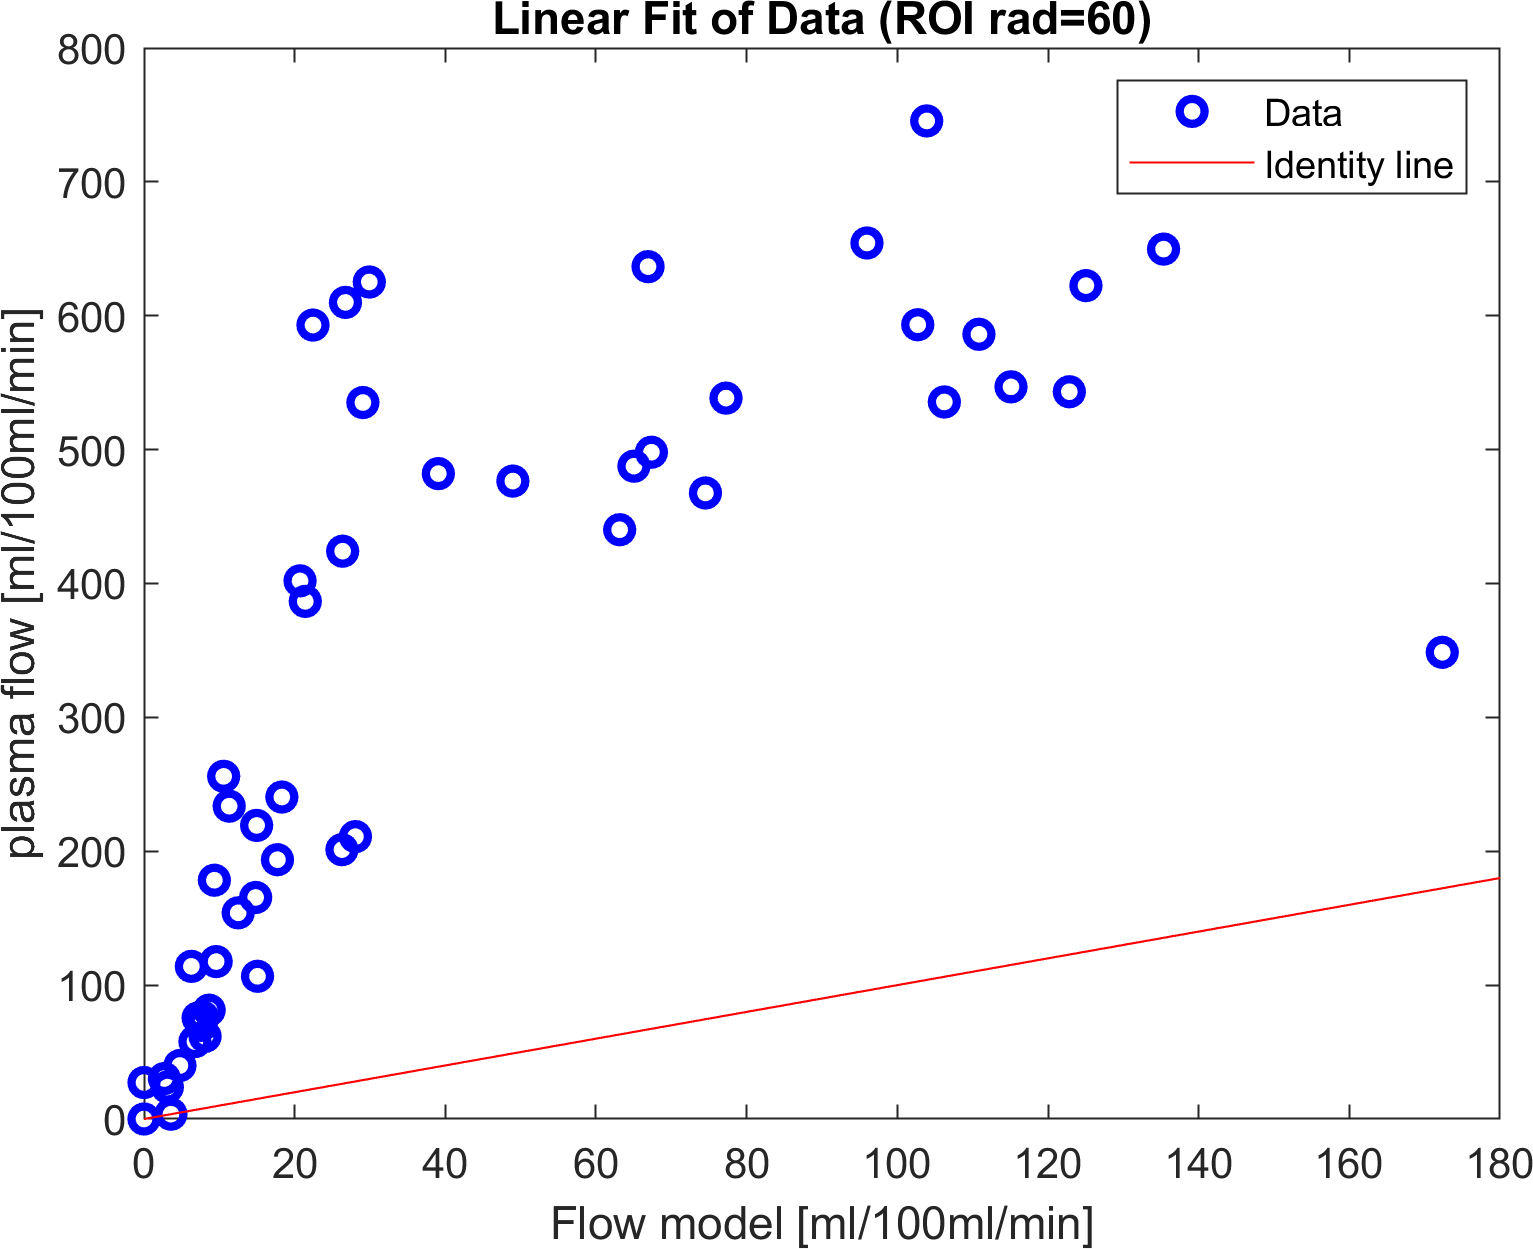 Linear Fit of Data (ROI rad=60)
800
700
600
500
400
300
200
100
0
plasma flow [ml/100ml/min]
Data
Identity line
0 20 40 60 80 100 120 140 160 180
Flow model [ml/100ml/min]